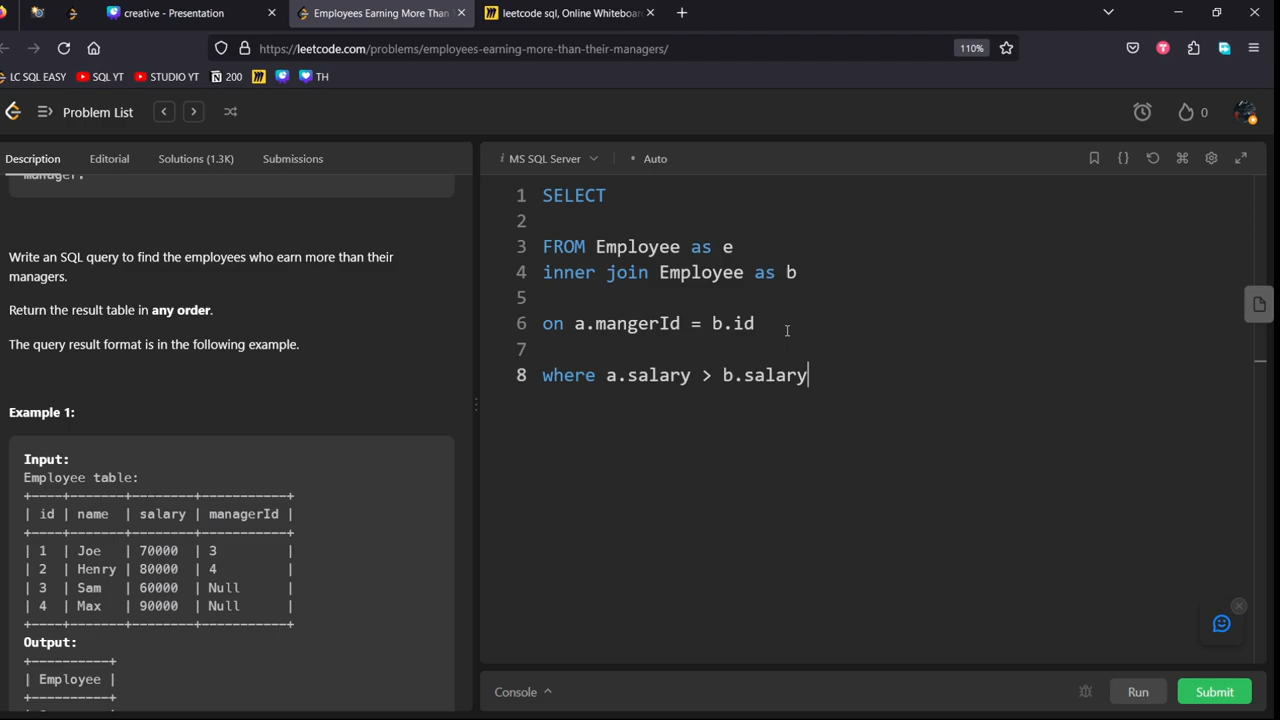 creative - Presentation
Employees Earning More Than T
leetcode sql, Online Whiteboar
https://leetcode.com/problems/employees-earning-more-than-their-managers/
110%
LC SQL EASY
SQL YT
STUDIO YT
200
TH
Problem List
0
Description
Editorial
Solutions (1.3K)
Submissions
MS SQL Server
Auto
manager.
Write an SQL query to find the employees who earn more than their
managers.
Return the result table in any order.
The query result format is in the following example.
Example 1:
Input:
Employee table:
+----+-------+--------+-----------+
| id | name  | salary | managerId |
+----+-------+--------+-----------+
| 1  | Joe   | 70000  | 3         |
| 2  | Henry | 80000  | 4         |
| 3  | Sam   | 60000  | Null      |
| 4  | Max   | 90000  | Null      |
+----+-------+--------+-----------+
Output:
+----------+
| Employee |
+----------+
1 SELECT
2
3 FROM Employee as e
4 inner join Employee as b
5
6 on a.mangerId = b.id
7
8 where a.salary > b.salary
Console
Run
Submit